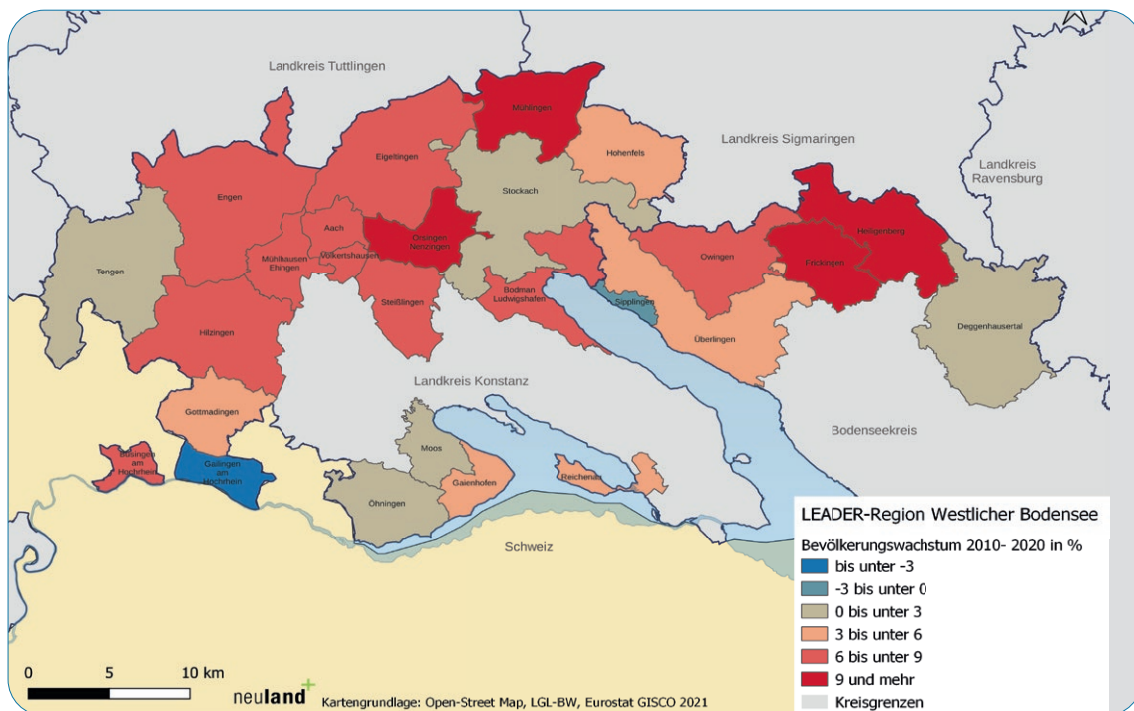 Landkreis Tuttlingen
Mühlingen
Landkreis Sigmaringen
Hohenfels
Eigeltingen
Landkreis
Ravensburg
Stockach
Engen
Aach
Orsingen
Nenzingen
Heiligenberg
Tengen
Mühlhausen
Ehingen
Volkertshausen
Owingen
Frickingen
Steißlingen
Bodman
Ludwigshafen
Sipplingen
Hilzingen
Überlingen
Deggenhausertal
Landkreis Konstanz
Gottmadingen
Bodenseekreis
Moos
Büsingen
am
Hochrhein
Gailingen
am
Hochrhein
Gaienhofen
Reichenau
Öhningen
Schweiz
LEADER-Region Westlicher Bodensee
Bevölkerungswachstum 2010- 2020 in %
bis unter -3
-3 bis unter 0
0 bis unter 3
3 bis unter 6
6 bis unter 9
9 und mehr
Kreisgrenzen
0 5 10 km
neuland+
Kartengrundlage: Open-Street Map, LGL-BW, Eurostat GISCO 2021